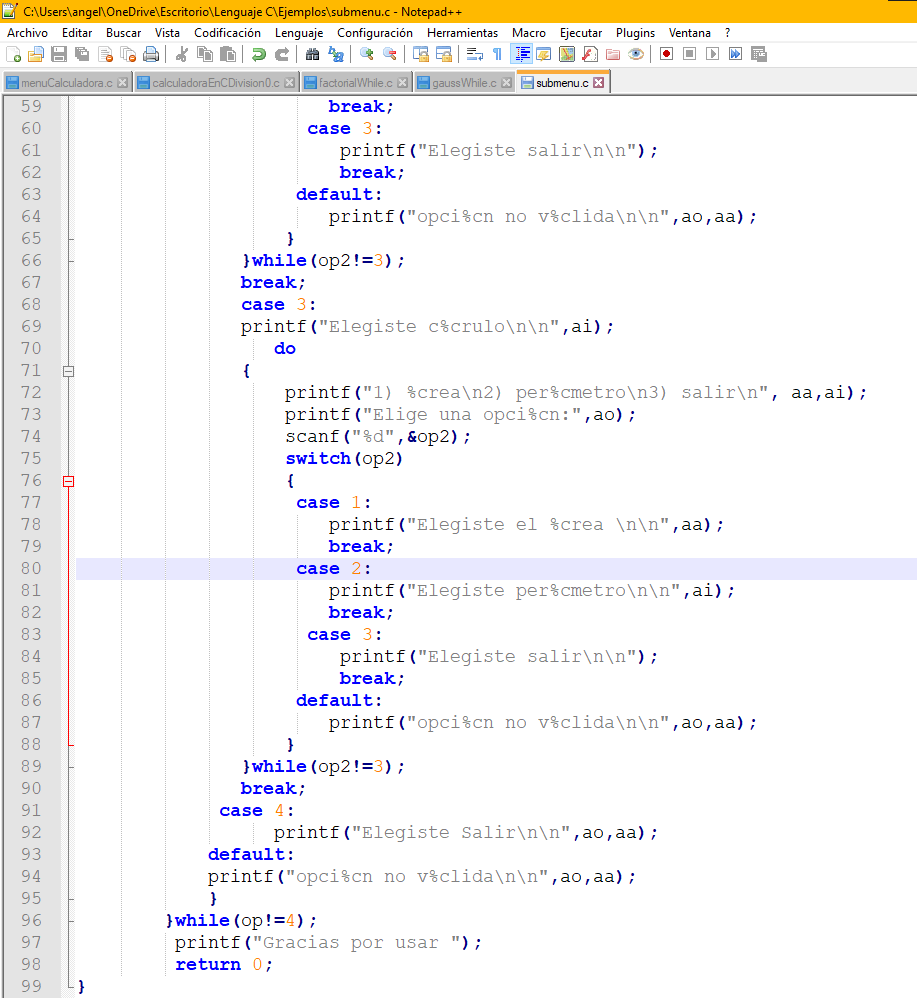 C:\Users\angel\OneDrive\Escritorio\Lenguaje C\Ejemplos\submenu.c - Notepad++
Archivo Editar Buscar Vista Codificación Lenguaje Configuración Herramientas Macro Ejecutar Plugins Ventana ?
menuCalculadora.c calculadoraEnCDivision0.c factorialWhile.c gaussWhile.c submenu.c
59 break;
60 case 3:
61 printf("Elegiste salir\n\n");
62 break;
63 default:
64 printf("opci%cn no v%clida\n\n",ao,aa);
65 }
66 }while(op2!=3);
67 break;
68 case 3:
69 printf("Elegiste c%crulo\n\n",ai);
70 do
71 {
72 printf("1) %crea\n2) per%cmetro\n3) salir\n", aa,ai);
73 printf("Elige una opci%cn:",ao);
74 scanf("%d",&op2);
75 switch(op2)
76 {
77 case 1:
78 printf("Elegiste el %crea \n\n",aa);
79 break;
80 case 2:
81 printf("Elegiste per%cmetro\n\n",ai);
82 break;
83 case 3:
84 printf("Elegiste salir\n\n");
85 break;
86 default:
87 printf("opci%cn no v%clida\n\n",ao,aa);
88 }
89 }while(op2!=3);
90 break;
91 case 4:
92 printf("Elegiste Salir\n\n",ao,aa);
93 default:
94 printf("opci%cn no v%clida\n\n",ao,aa);
95 }
96 }while(op!=4);
97 printf("Gracias por usar ");
98 return 0;
99 }